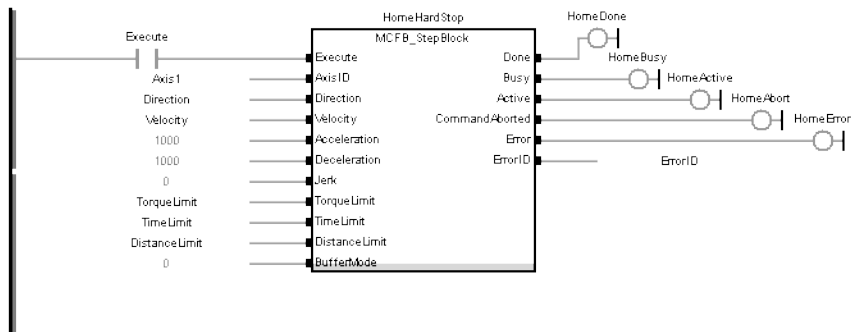 HomeHardStop
MCFB_StepBlock
Execute
Execute
Done
HomeDone
Axis1
AxisID
Busy
HomeBusy
Direction
Direction
Active
HomeActive
Velocity
Velocity
CommandAborted
HomeAbort
1000
Acceleration
Error
HomeError
1000
Deceleration
ErrorID
ErrorID
0
Jerk
TorqueLimit
TorqueLimit
TimeLimit
TimeLimit
DistanceLimit
DistanceLimit
0
BufferMode